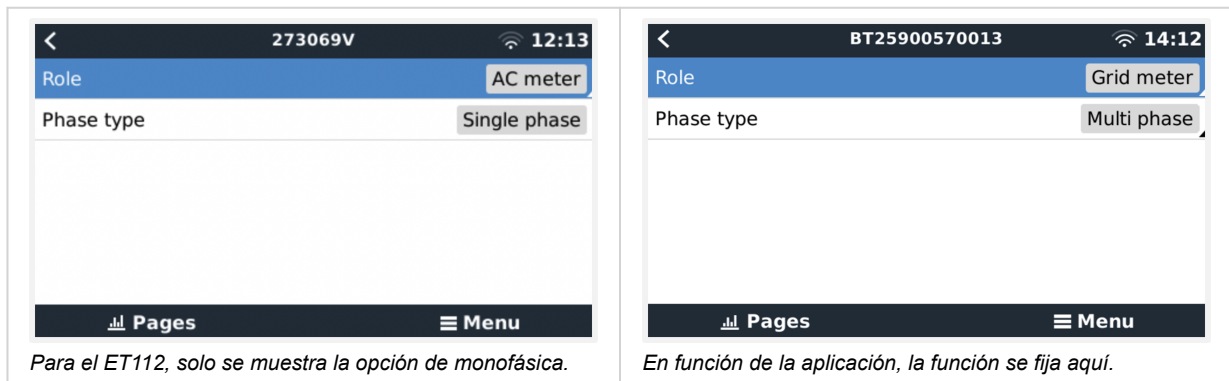 273069V 12:13
Role AC meter
Phase type Single phase
Pages Menu
Para el ET112, solo se muestra la opción de monofásica.
BT25900570013 14:12
Role Grid meter
Phase type Multi phase
Pages Menu
En función de la aplicación, la función se fija aquí.